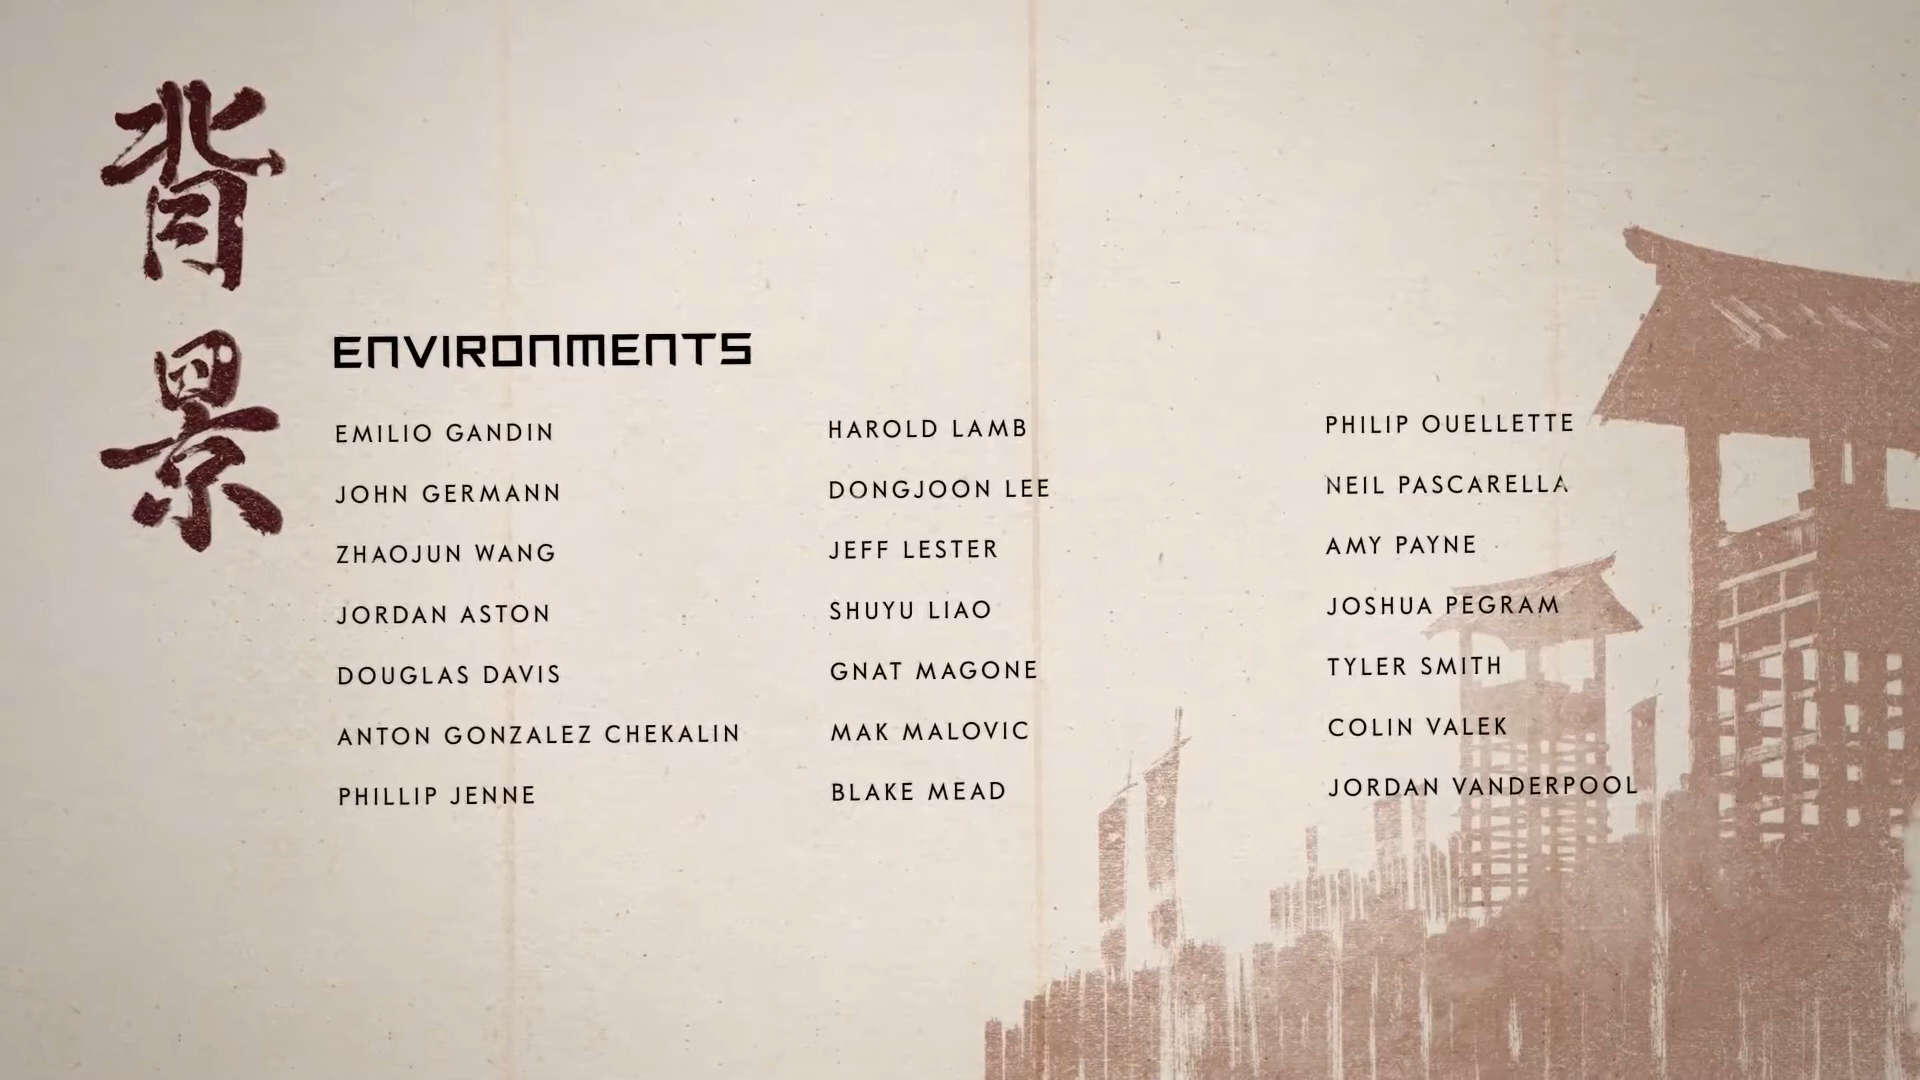 背景
ENVIRONMENTS
EMILIO GANDIN
JOHN GERMANN
ZHAOJUN WANG
JORDAN ASTON
DOUGLAS DAVIS
ANTON GONZALEZ CHEKALIN
PHILLIP JENNE
HAROLD LAMB
DONGJOON LEE
JEFF LESTER
SHUYU LIAO
GNAT MAGONE
MAK MALOVIC
BLAKE MEAD
PHILIP OUELLETTE
NEIL PASCARELLA
AMY PAYNE
JOSHUA PEGRAM
TYLER SMITH
COLIN VALEK
JORDAN VANDERPOOL